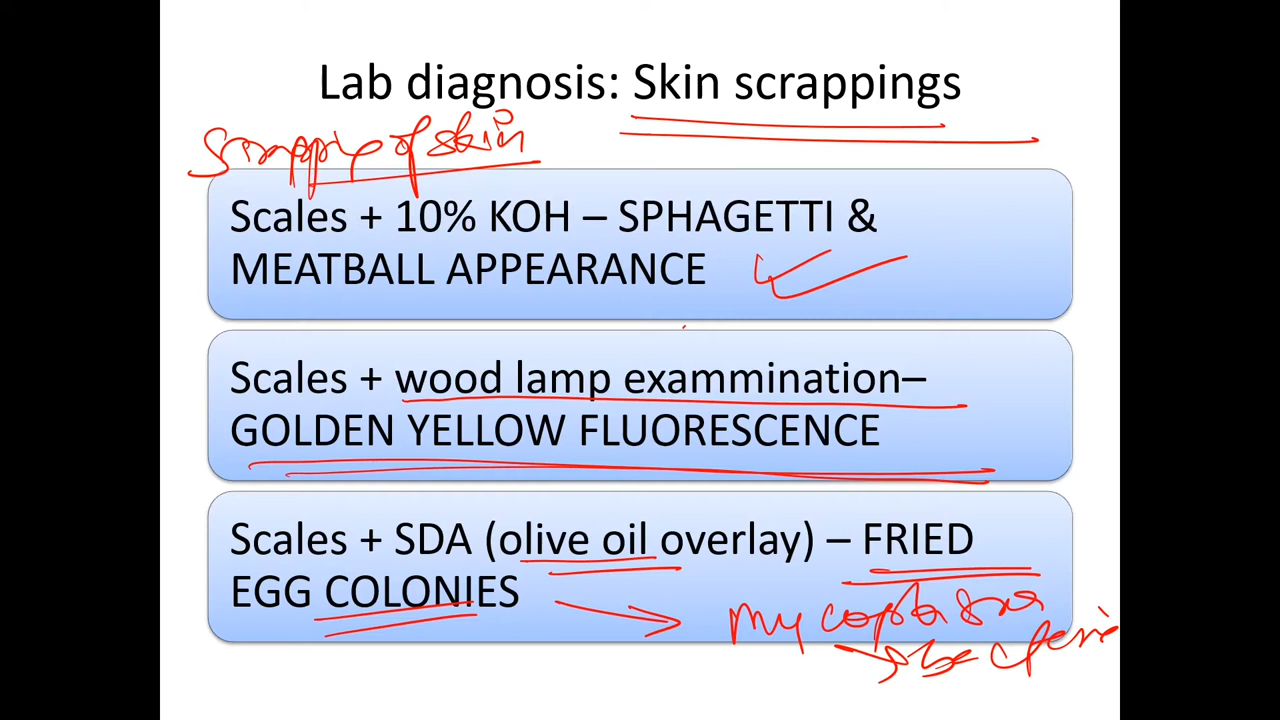 Lab diagnosis: Skin scrappings
Scrapping of skin
Scales + 10% KOH – SPHAGETTI &
MEATBALL APPEARANCE
Scales + wood lamp exammination–
GOLDEN YELLOW FLUORESCENCE
Scales + SDA (olive oil overlay) – FRIED
EGG COLONIES